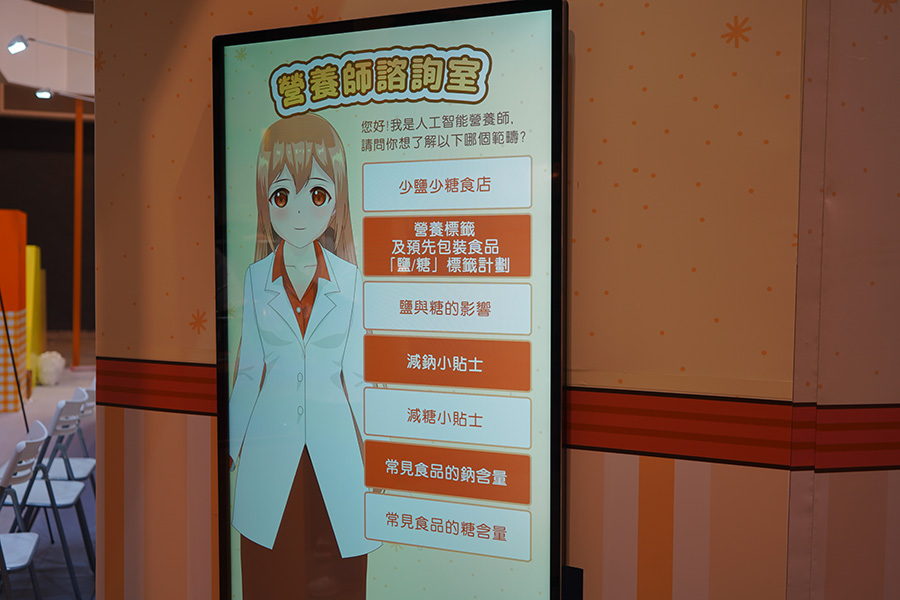 營養師諮詢室
您好!我是人工智能營養師,
請問你想了解以下哪個範疇?
少鹽少糖食店
營養標籤
及預先包裝食品
「鹽/糖」標籤計劃
鹽與糖的影響
減鈉小貼士
減糖小貼士
常見食品的鈉含量
常見食品的糖含量